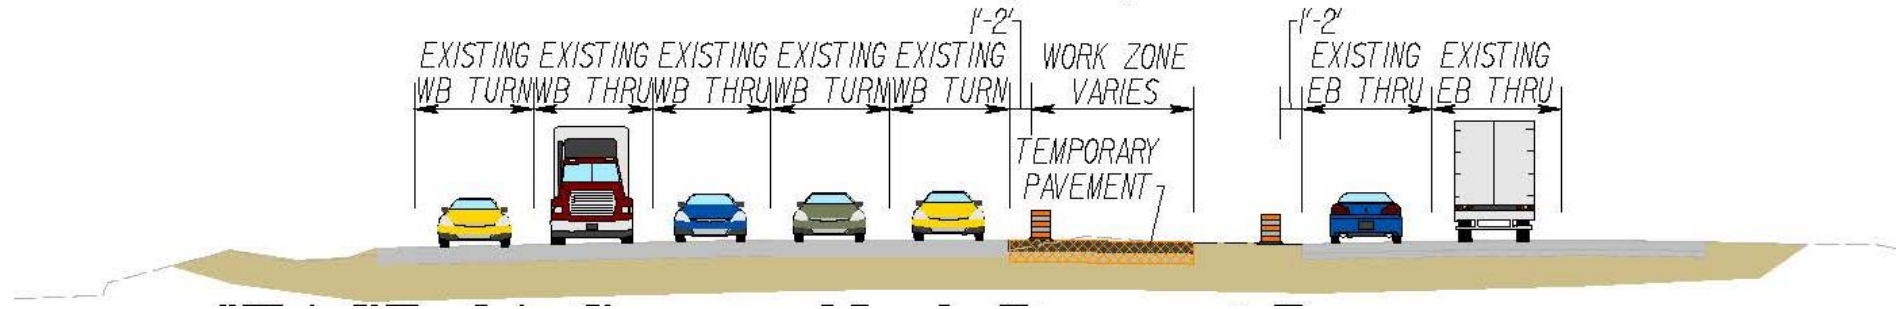 1'-2'
1'-2'
EXISTING EXISTING EXISTING EXISTING EXISTING WORK ZONE EXISTING EXISTING
WB TURN WB THRU WB THRU WB TURN WB TURN VARIES EB THRU EB THRU
TEMPORARY
PAVEMENT